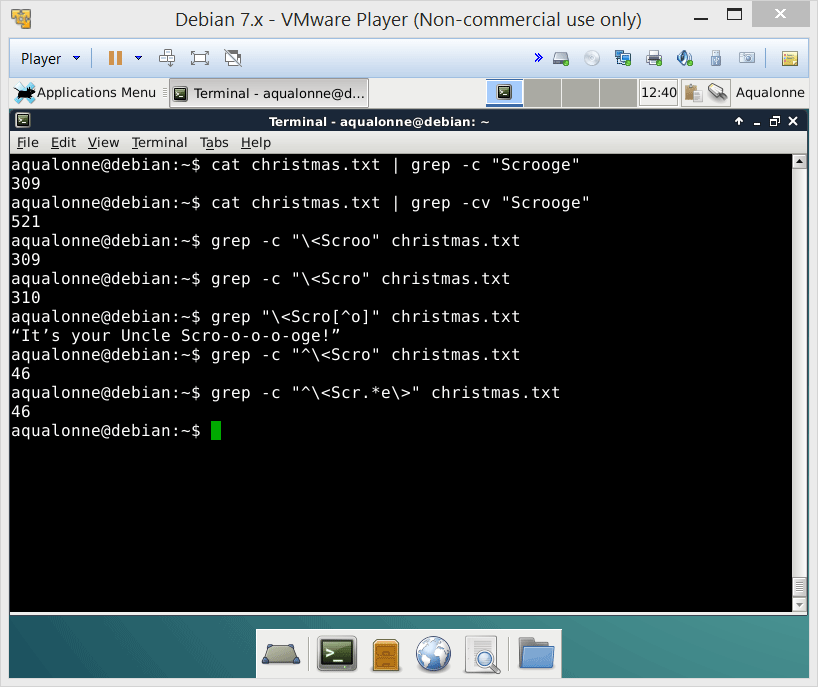 Debian 7.x - VMware Player (Non-commercial use only)
Player
Applications Menu
Terminal - aqualonne@d...
12:40
Aqualonne
Terminal - aqualonne@debian: ~
File Edit View Terminal Tabs Help
aqualonne@debian:~$ cat christmas.txt | grep -c "Scrooge"
309
aqualonne@debian:~$ cat christmas.txt | grep -cv "Scrooge"
521
aqualonne@debian:~$ grep -c "\<Scroo" christmas.txt
309
aqualonne@debian:~$ grep -c "\<Scro" christmas.txt
310
aqualonne@debian:~$ grep "\<Scro[^o]" christmas.txt
“It’s your Uncle Scro-o-o-o-oge!”
aqualonne@debian:~$ grep -c "^\<Scro" christmas.txt
46
aqualonne@debian:~$ grep -c "^\<Scr.*e\>" christmas.txt
46
aqualonne@debian:~$